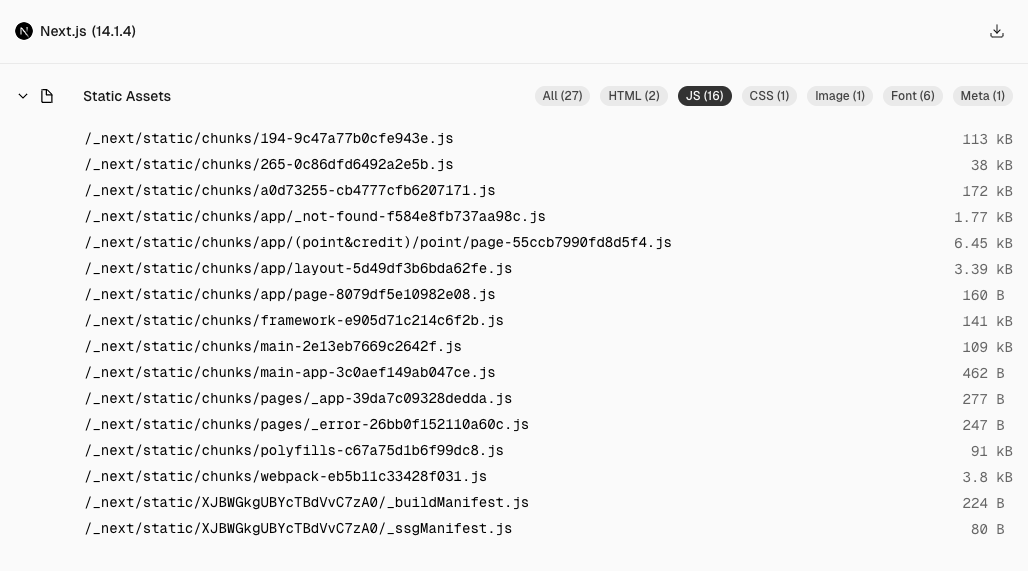 Next.js (14.1.4)
Static Assets
All (27) HTML (2) JS (16) CSS (1) Image (1) Font (6) Meta (1)
/_next/static/chunks/194-9c47a77b0cfe943e.js 113 kB
/_next/static/chunks/265-0c86dfd6492a2e5b.js 38 kB
/_next/static/chunks/a0d73255-cb4777cfb6207171.js 172 kB
/_next/static/chunks/app/_not-found-f584e8fb737aa98c.js 1.77 kB
/_next/static/chunks/app/(point&credit)/point/page-55ccb7990fd8d5f4.js 6.45 kB
/_next/static/chunks/app/layout-5d49df3b6bda62fe.js 3.39 kB
/_next/static/chunks/app/page-8079df5e10982e08.js 160 B
/_next/static/chunks/framework-e905d71c214c6f2b.js 141 kB
/_next/static/chunks/main-2e13eb7669c2642f.js 109 kB
/_next/static/chunks/main-app-3c0aef149ab047ce.js 462 B
/_next/static/chunks/pages/_app-39da7c09328dedda.js 277 B
/_next/static/chunks/pages/_error-26bb0f152110a60c.js 247 B
/_next/static/chunks/polyfills-c67a75d1b6f99dc8.js 91 kB
/_next/static/chunks/webpack-eb5b11c33428f031.js 3.8 kB
/_next/static/XJBWGkgUBYcTBdVvC7zA0/_buildManifest.js 224 B
/_next/static/XJBWGkgUBYcTBdVvC7zA0/_ssgManifest.js 80 B